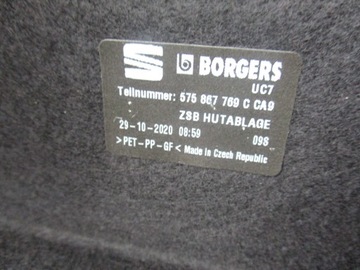 BORGERS
UC7
Teilnummer: 575 867 769 C CA9
ZSB HUTABLAGE
29-10-2020 08:59 09S
>PET-PP-GF< Made in Czech Republic